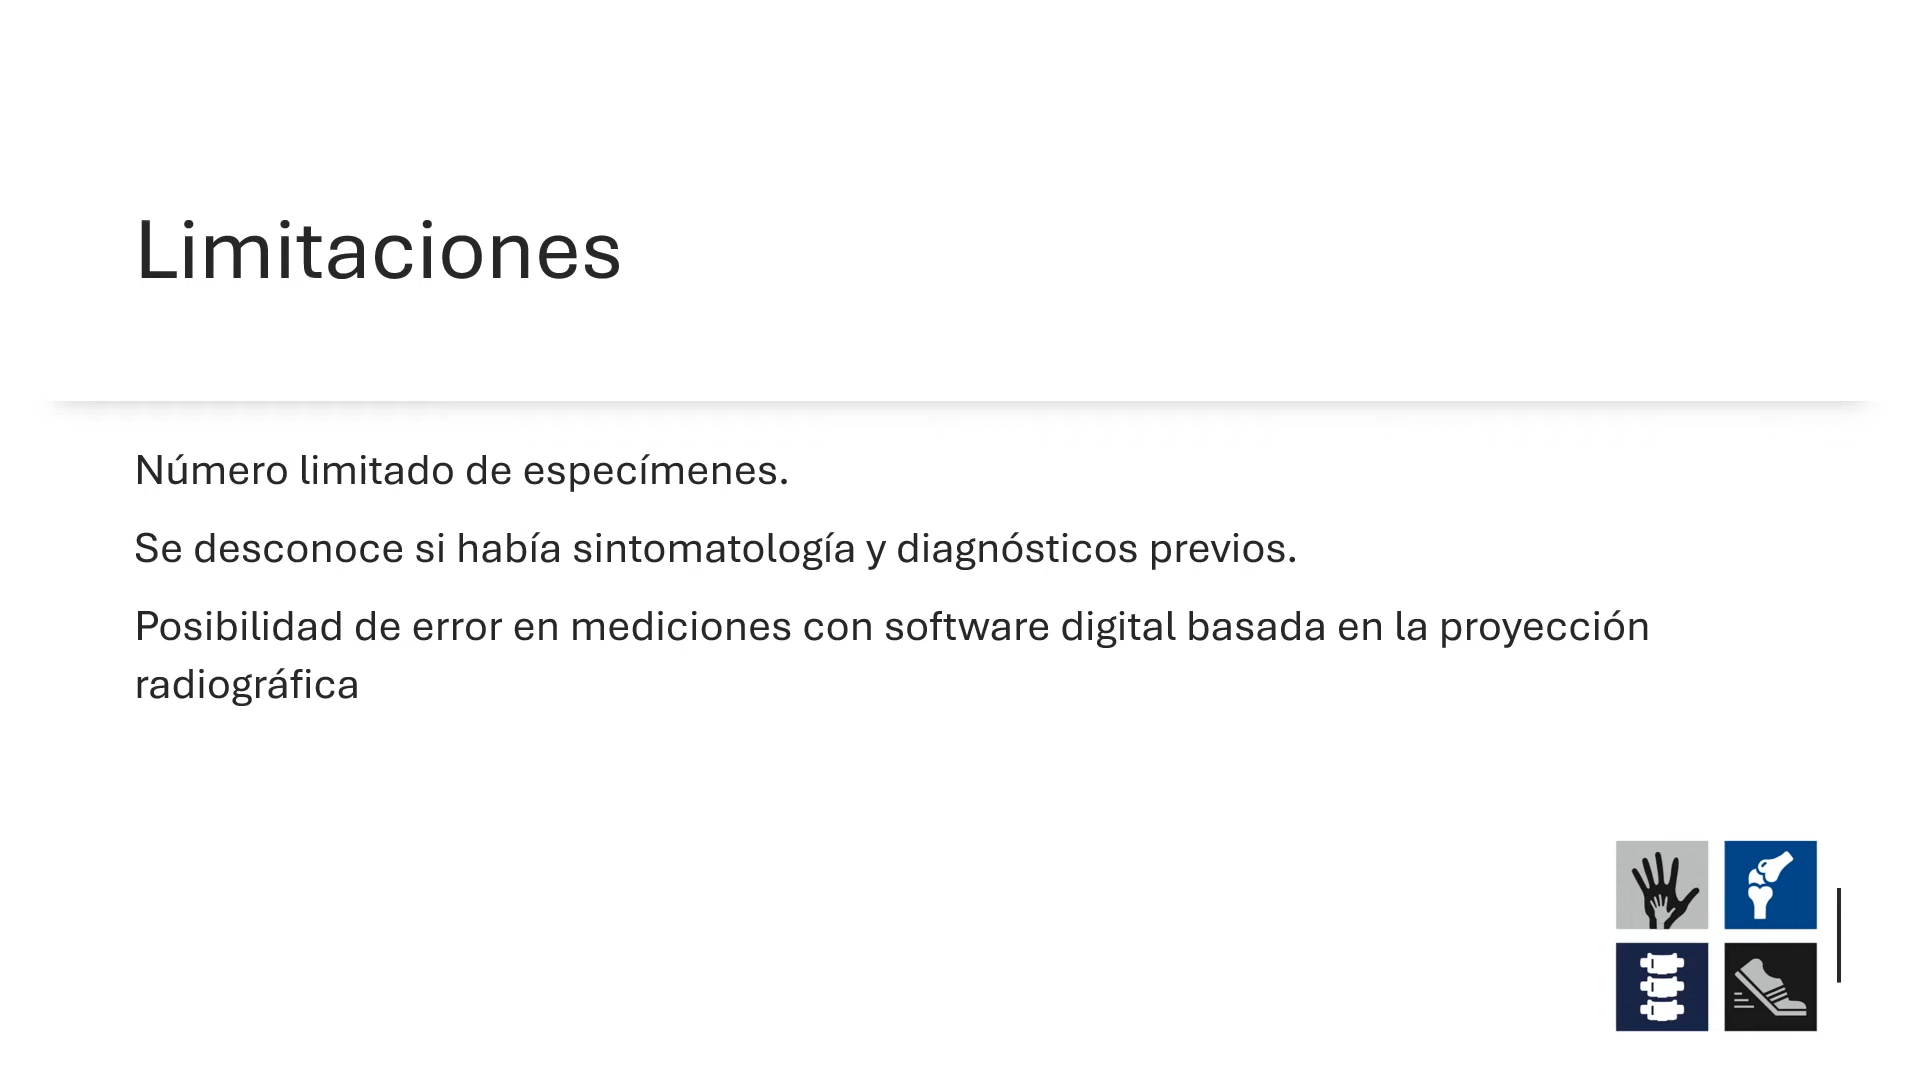 Limitaciones
Número limitado de especímenes.
Se desconoce si había sintomatología y diagnósticos previos.
Posibilidad de error en mediciones con software digital basada en la proyección
radiográfica